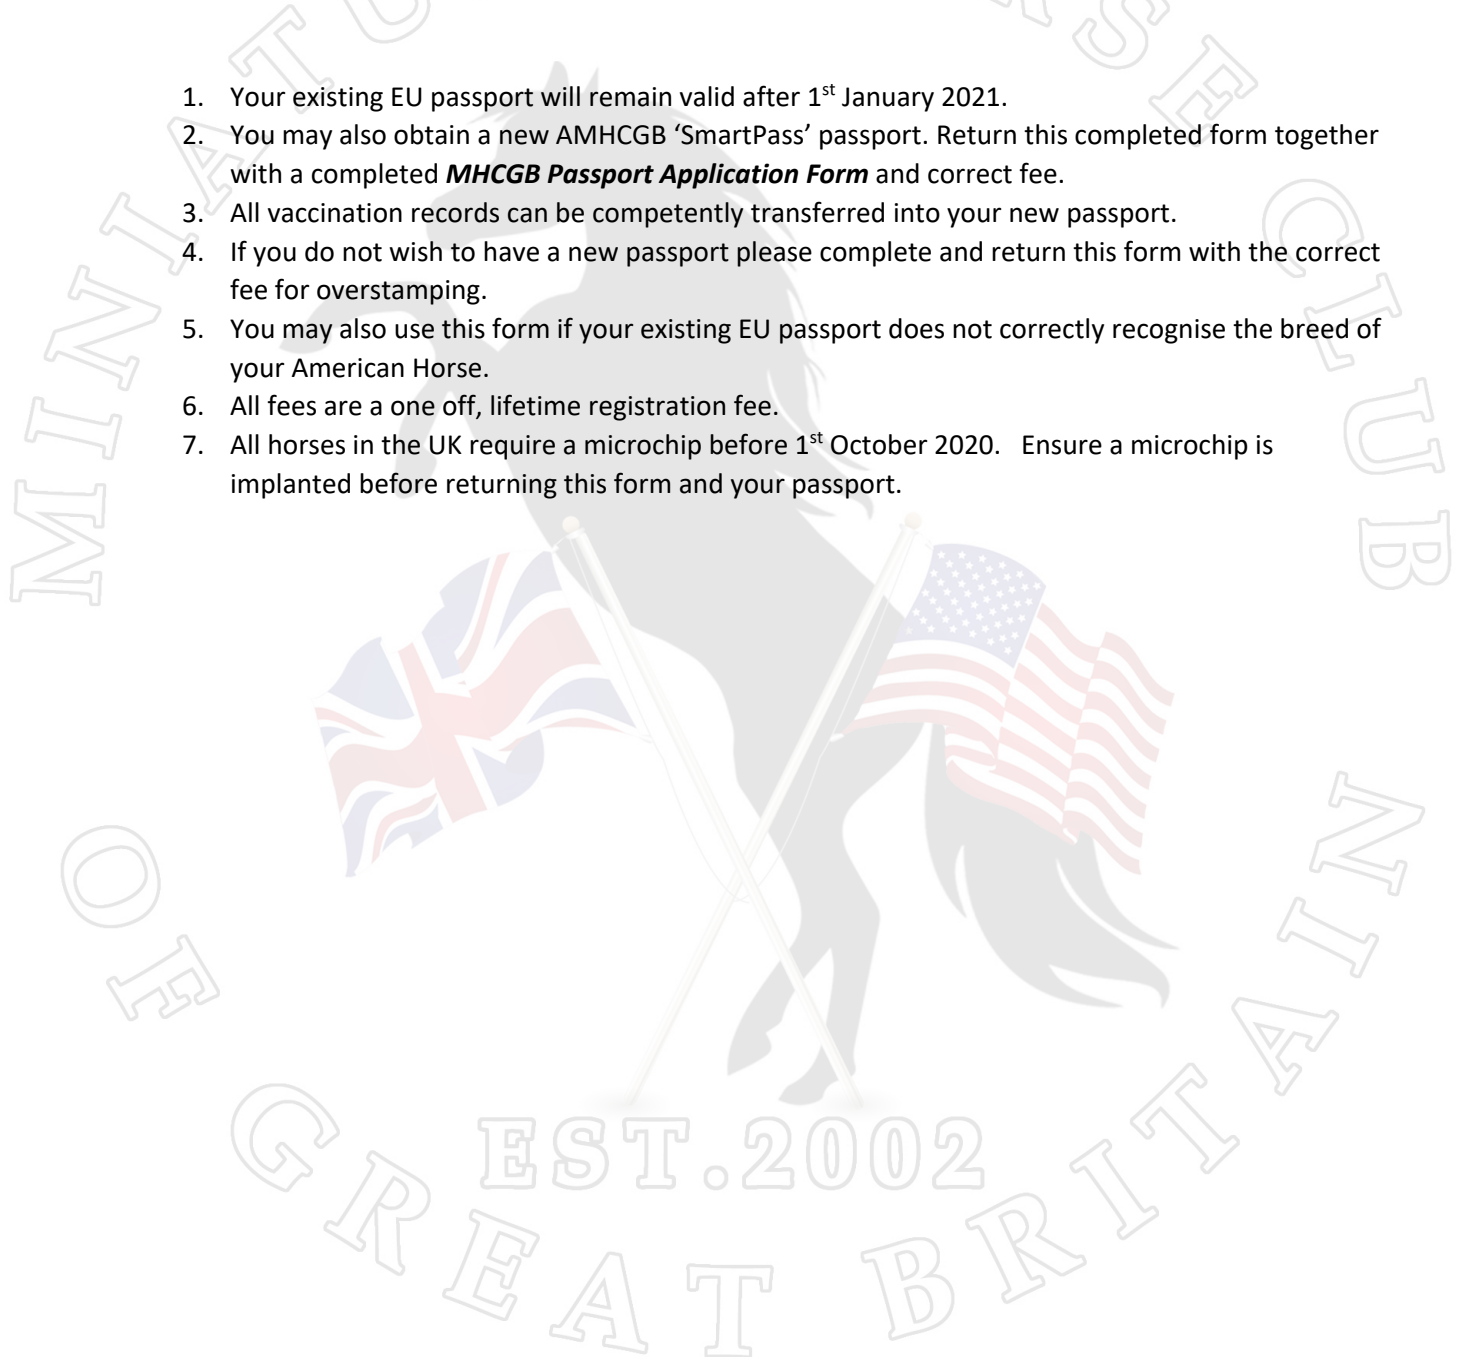 1. Your existing EU passport will remain valid after 1st January 2021.
2. You may also obtain a new AMHCGB ‘SmartPass’ passport. Return this completed form together
with a completed MHCGB Passport Application Form and correct fee.
3. All vaccination records can be competently transferred into your new passport.
4. If you do not wish to have a new passport please complete and return this form with the correct
fee for overstamping.
5. You may also use this form if your existing EU passport does not correctly recognise the breed of
your American Horse.
6. All fees are a one off, lifetime registration fee.
7. All horses in the UK require a microchip before 1st October 2020. Ensure a microchip is
implanted before returning this form and your passport.
CLUB
OF GREAT BRITAIN
EST.2002